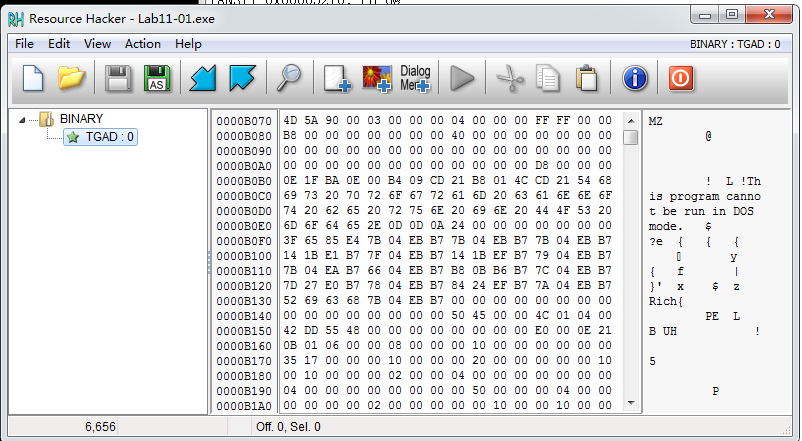 Resource Hacker - Lab11-01.exe
File Edit View Action Help
BINARY : TGAD : 0
AS
Dialog
Men
BINARY
TGAD : 0
0000B070 4D 5A 90 00 03 00 00 00 04 00 00 00 FF FF 00 00 MZ
0000B080 B8 00 00 00 00 00 00 00 40 00 00 00 00 00 00 00 @
0000B090 00 00 00 00 00 00 00 00 00 00 00 00 00 00 00 00
0000B0A0 00 00 00 00 00 00 00 00 00 00 00 00 D8 00 00 00
0000B0B0 0E 1F BA 0E 00 B4 09 CD 21 B8 01 4C CD 21 54 68 ! L !Th
0000B0C0 69 73 20 70 72 6F 67 72 61 6D 20 63 61 6E 6E 6F is program canno
0000B0D0 74 20 62 65 20 72 75 6E 20 69 6E 20 44 4F 53 20 t be run in DOS
0000B0E0 6D 6F 64 65 2E 0D 0D 0A 24 00 00 00 00 00 00 00 mode. $
0000B0F0 3F 65 85 E4 7B 04 EB B7 7B 04 EB B7 7B 04 EB B7 ?e { { {
0000B100 14 1B E1 B7 7F 04 EB B7 14 1B EF B7 79 04 EB B7 y
0000B110 7B 04 EA B7 66 04 EB B7 B8 0B B6 B7 7C 04 EB B7 { f |
0000B120 7D 27 E0 B7 78 04 EB B7 84 24 EF B7 7A 04 EB B7 }' x $ z
0000B130 52 69 63 68 7B 04 EB B7 00 00 00 00 00 00 00 00 Rich{
0000B140 00 00 00 00 00 00 00 00 50 45 00 00 4C 01 04 00 PE L
0000B150 42 DD 55 48 00 00 00 00 00 00 00 00 E0 00 0E 21 B UH !
0000B160 0B 01 06 00 00 08 00 00 00 10 00 00 00 00 00 00
0000B170 35 17 00 00 00 10 00 00 00 20 00 00 00 00 00 10 5
0000B180 00 10 00 00 00 02 00 00 04 00 00 00 00 00 00 00
0000B190 04 00 00 00 00 00 00 00 00 50 00 00 00 04 00 00 P
0000B1A0 00 00 00 00 02 00 00 00 00 00 10 00 00 10 00 00
6,656
Off. 0, Sel. 0